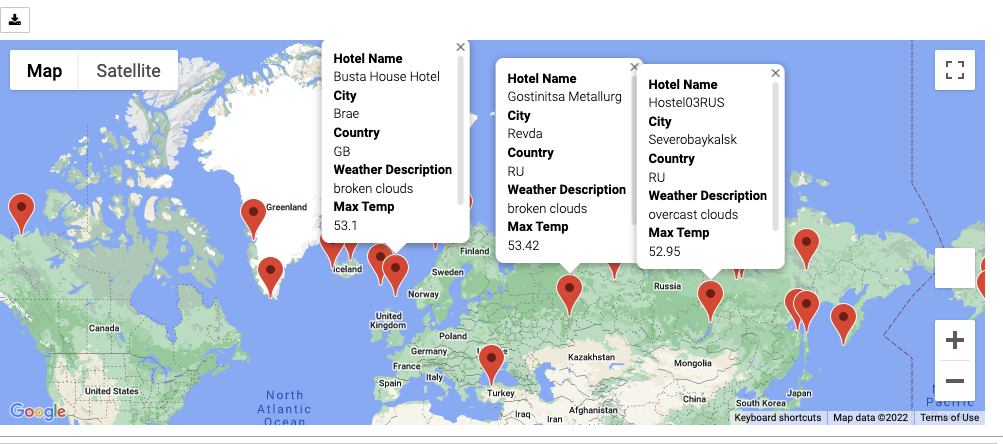 Map
Satellite
Hotel Name
Busta House Hotel
City
Brae
Country
GB
Weather Description
broken clouds
Max Temp
53.1
Hotel Name
Gostinitsa Metallurg
City
Revda
Country
RU
Weather Description
broken clouds
Max Temp
53.42
Hotel Name
Hostel03RUS
City
Severobaykalsk
Country
RU
Weather Description
overcast clouds
Max Temp
52.95
Greenland
Iceland
Finland
Sweden
Norway
Russia
Canada
United
Kingdom
Poland
Germany
France
Italy
Spain
Turkey
Kazakhstan
Mongolia
China
South Korea
Japan
Iraq
Iran
Afghanistan
United States
North
Atlantic
Ocean
Pacific
Google
Keyboard shortcuts
Map data ©2022
Terms of Use